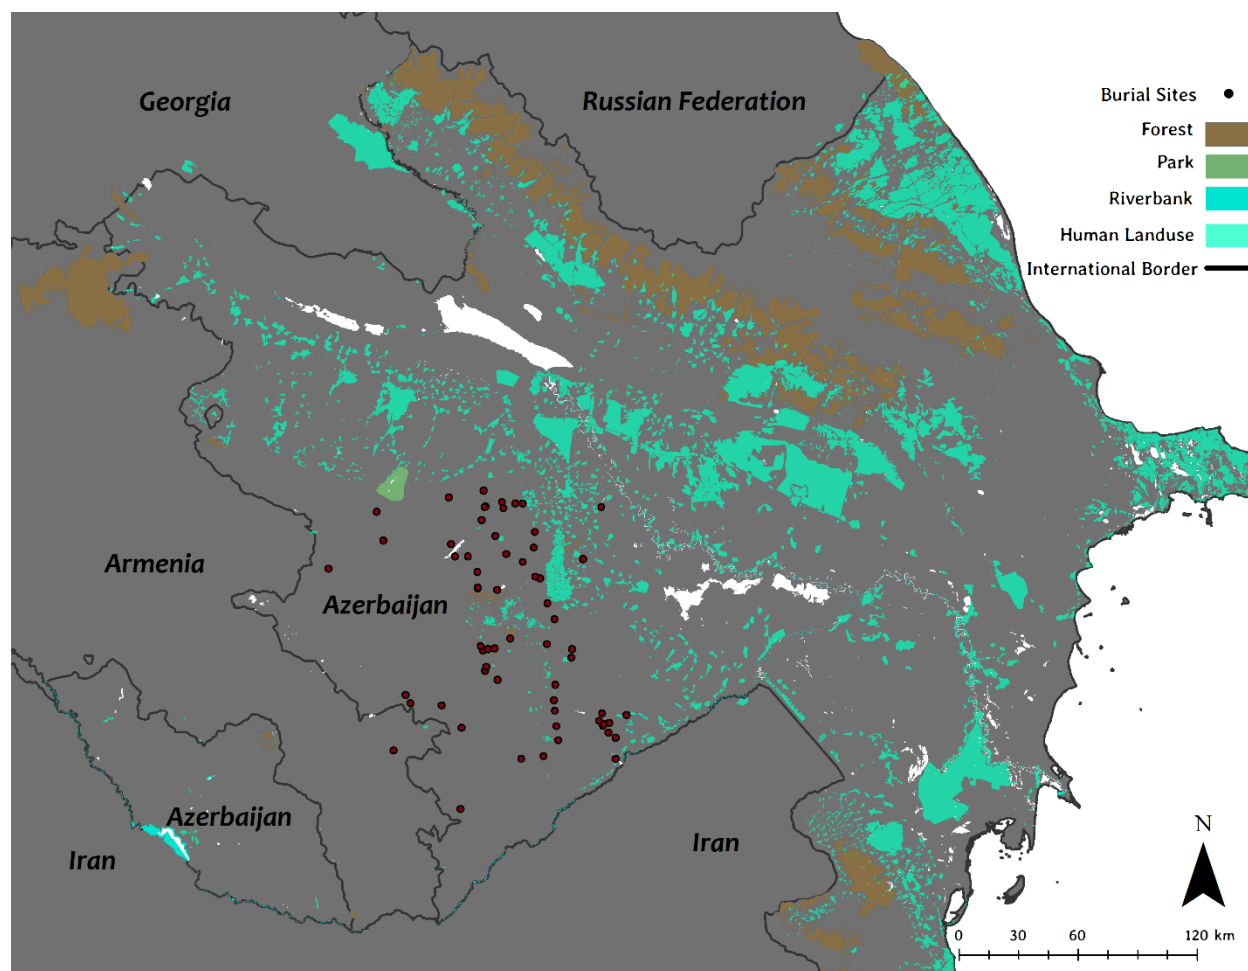 Georgia
Russian Federation
Burial Sites
Forest
Park
Riverbank
Human Landuse
International Border
Armenia
Azerbaijan
Azerbaijan
Iran
Iran
N
0 30 60 120 km